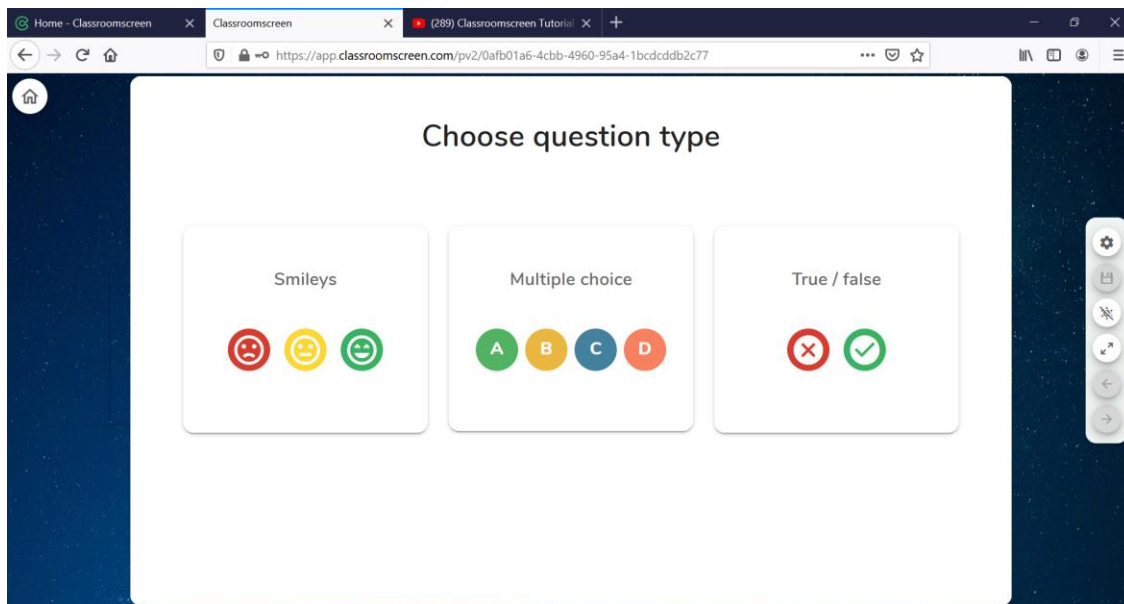 Home - Classroomscreen
Classroomscreen
(289) Classroomscreen Tutorial
https://app.classroomscreen.com/pv2/0afb01a6-4cbb-4960-95a4-1bcdcddb2c77
Choose question type
Smileys
Multiple choice
True / false
A B C D